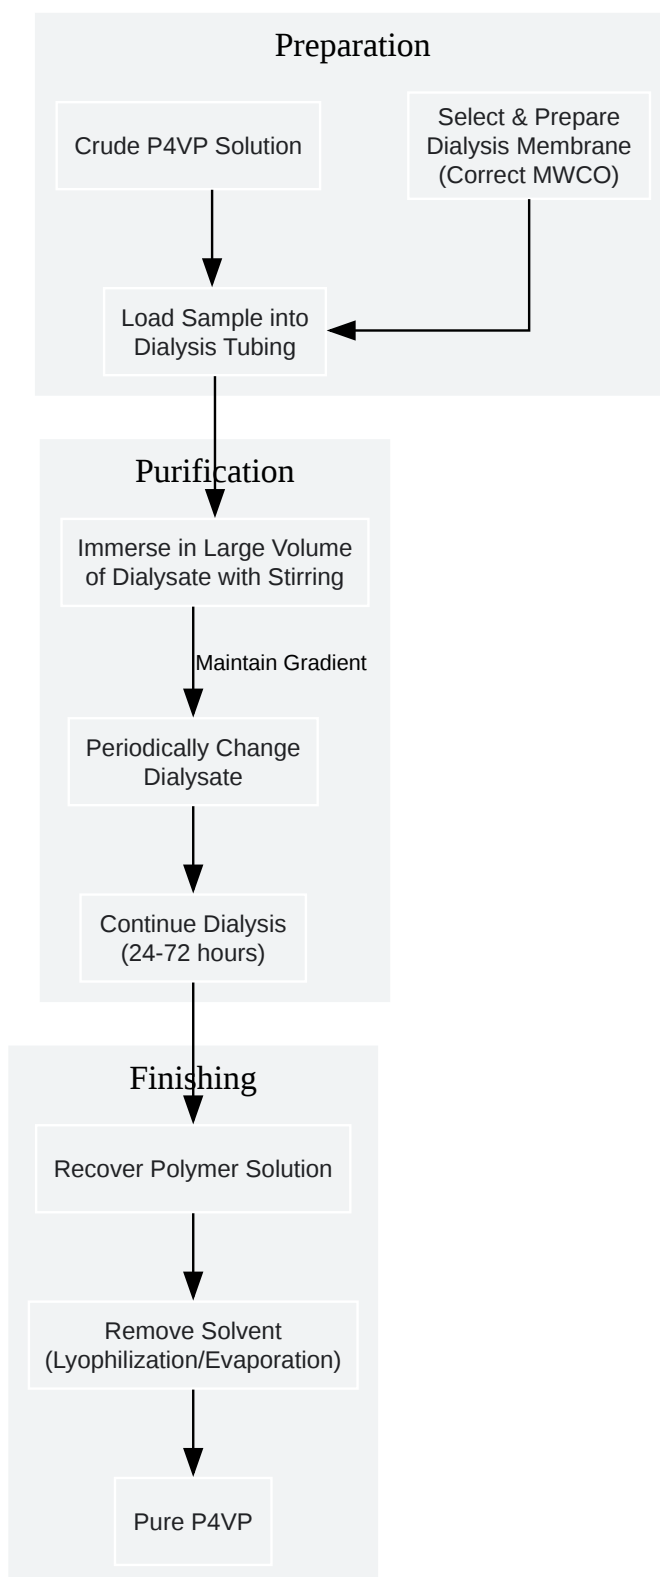 Preparation
Crude P4VP Solution
Select & Prepare
Dialysis Membrane
(Correct MWCO)
Load Sample into
Dialysis Tubing
Purification
Immerse in Large Volume
of Dialysate with Stirring
Maintain Gradient
Periodically Change
Dialysate
Continue Dialysis
(24-72 hours)
Finishing
Recover Polymer Solution
Remove Solvent
(Lyophilization/Evaporation)
Pure P4VP